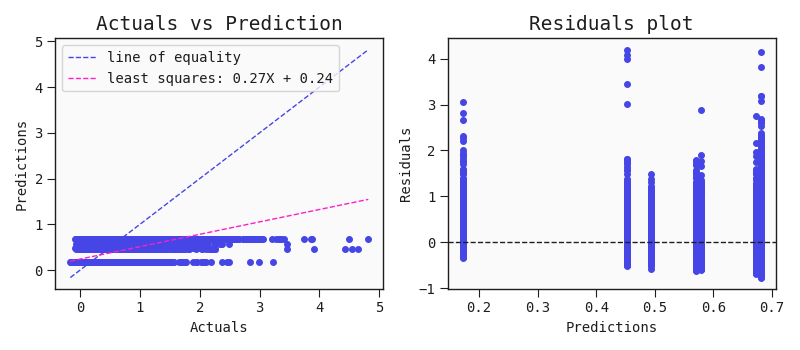 Actuals vs Prediction
line of equality
least squares: 0.27X + 0.24
5
4
3
2
1
0
Predictions
0 1 2 3 4 5
Actuals
Residuals plot
4
3
2
1
0
−1
Residuals
0.2 0.3 0.4 0.5 0.6 0.7
Predictions